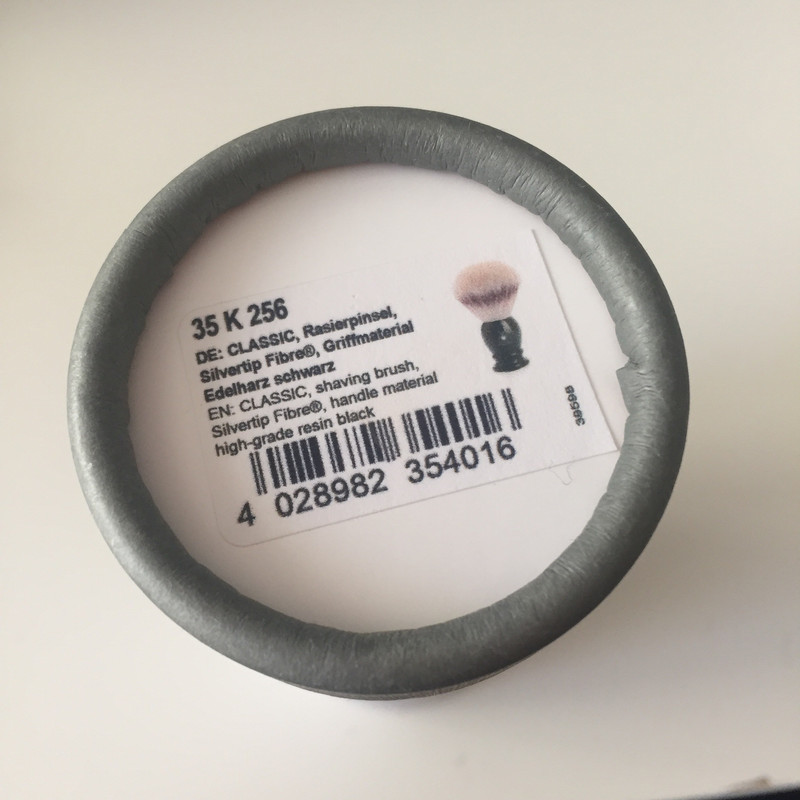 35 K 256
DE: CLASSIC, Rasierpinsel,
Silvertip Fibre®, Griffmaterial
Edelharz schwarz
EN: CLASSIC, shaving brush,
Silvertip Fibre®, handle material
high-grade resin black
4 028982 354016
39598